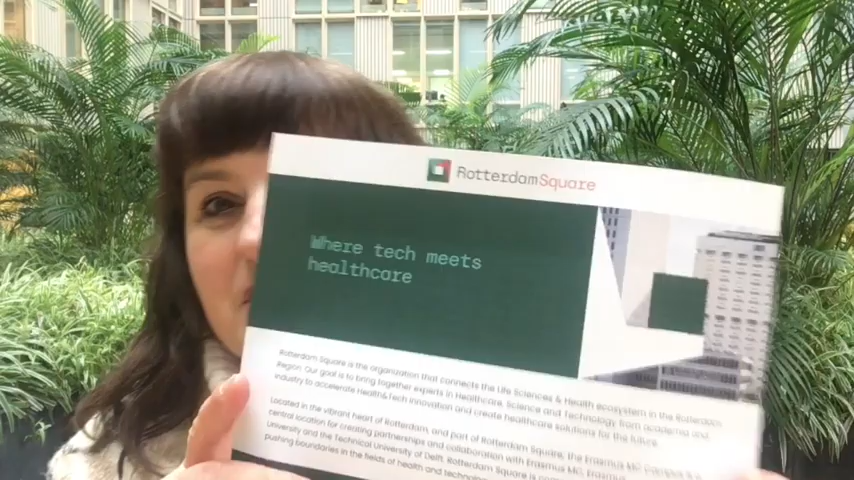 RotterdamSquare
Where tech meets
healthcare
Rotterdam Square is the organization that connects the Life Sciences & Health ecosystem in the Rotterdam
Region. Our goal is to bring together experts in Healthcare, Science and Technology from academia and
industry to accelerate Health&Tech innovation and create healthcare solutions for the future.
Located in the vibrant heart of Rotterdam, and part of Rotterdam Square, the Erasmus MC Campus is a
central location for creating partnerships and collaboration with Erasmus MC, Erasmus
University and the Technical University of Delft. Rotterdam Square is
pushing boundaries in the fields of health and